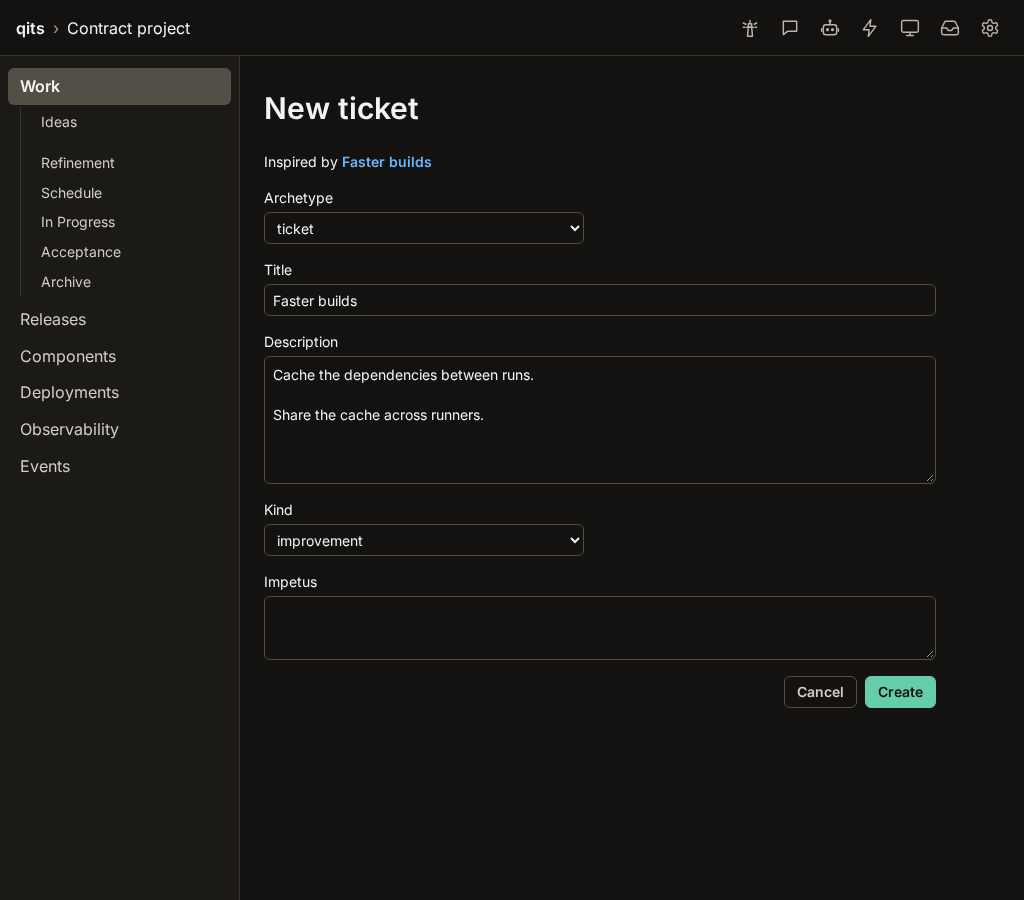 qits › Contract project
Work
Ideas
Refinement
Schedule
In Progress
Acceptance
Archive
Releases
Components
Deployments
Observability
Events
New ticket
Inspired by Faster builds
Archetype
ticket
Title
Faster builds
Description
Cache the dependencies between runs.
Share the cache across runners.
Kind
improvement
Impetus
Cancel
Create